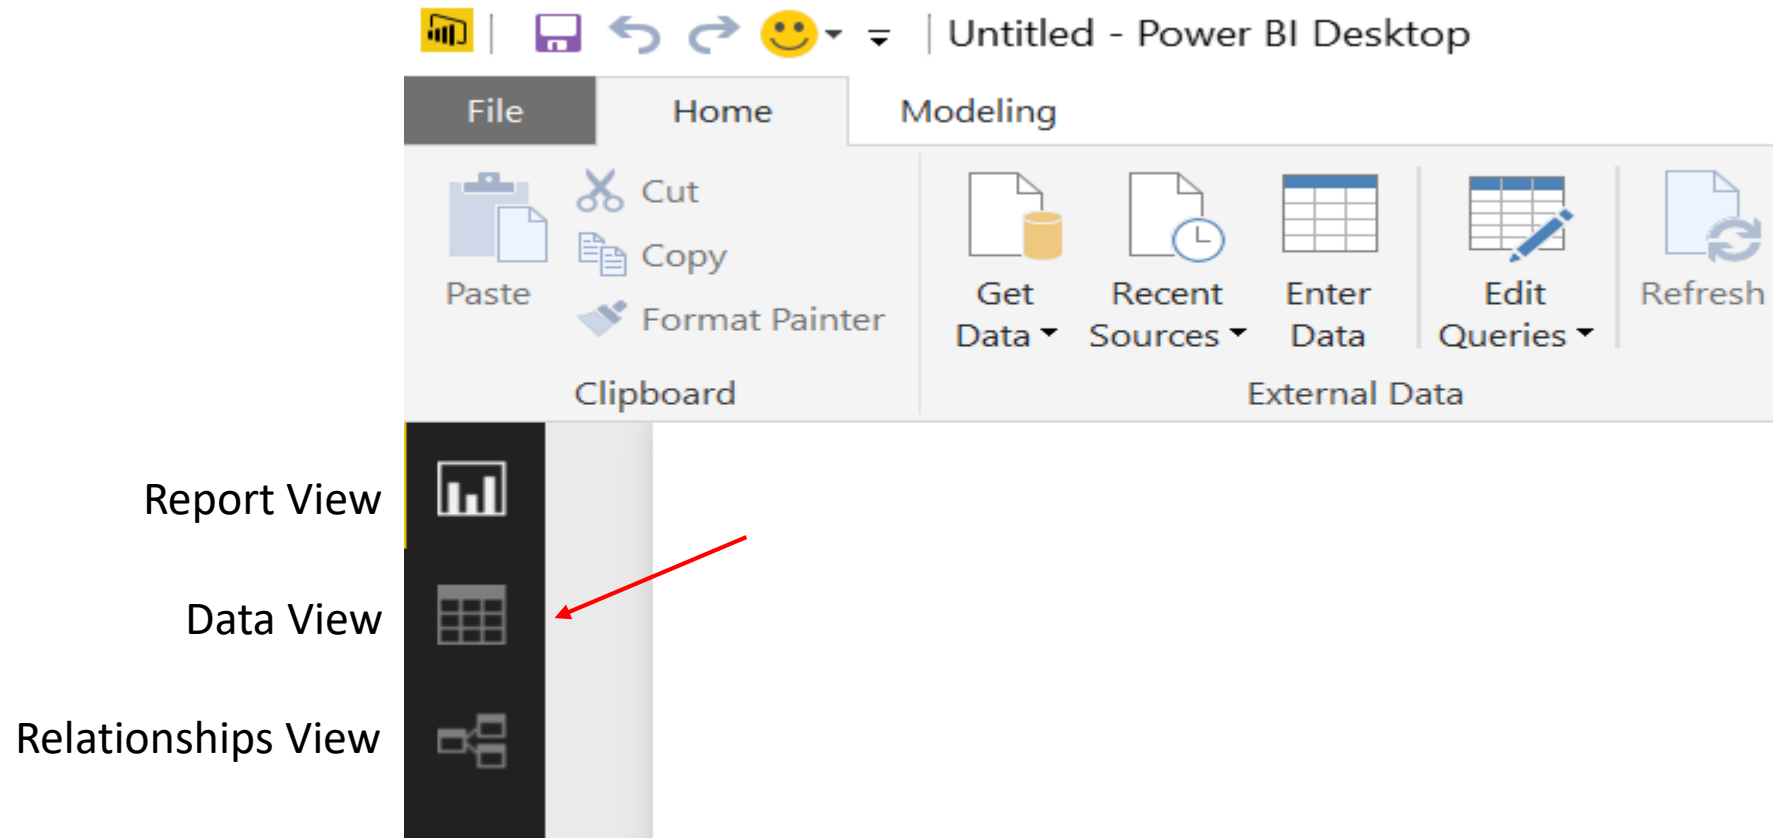 Untitled - Power BI Desktop
File Home Modeling
Cut
Copy
Format Painter
Paste
Get Data
Recent Sources
Enter Data
Edit Queries
Refresh
Clipboard
External Data
Report View
Data View
Relationships View